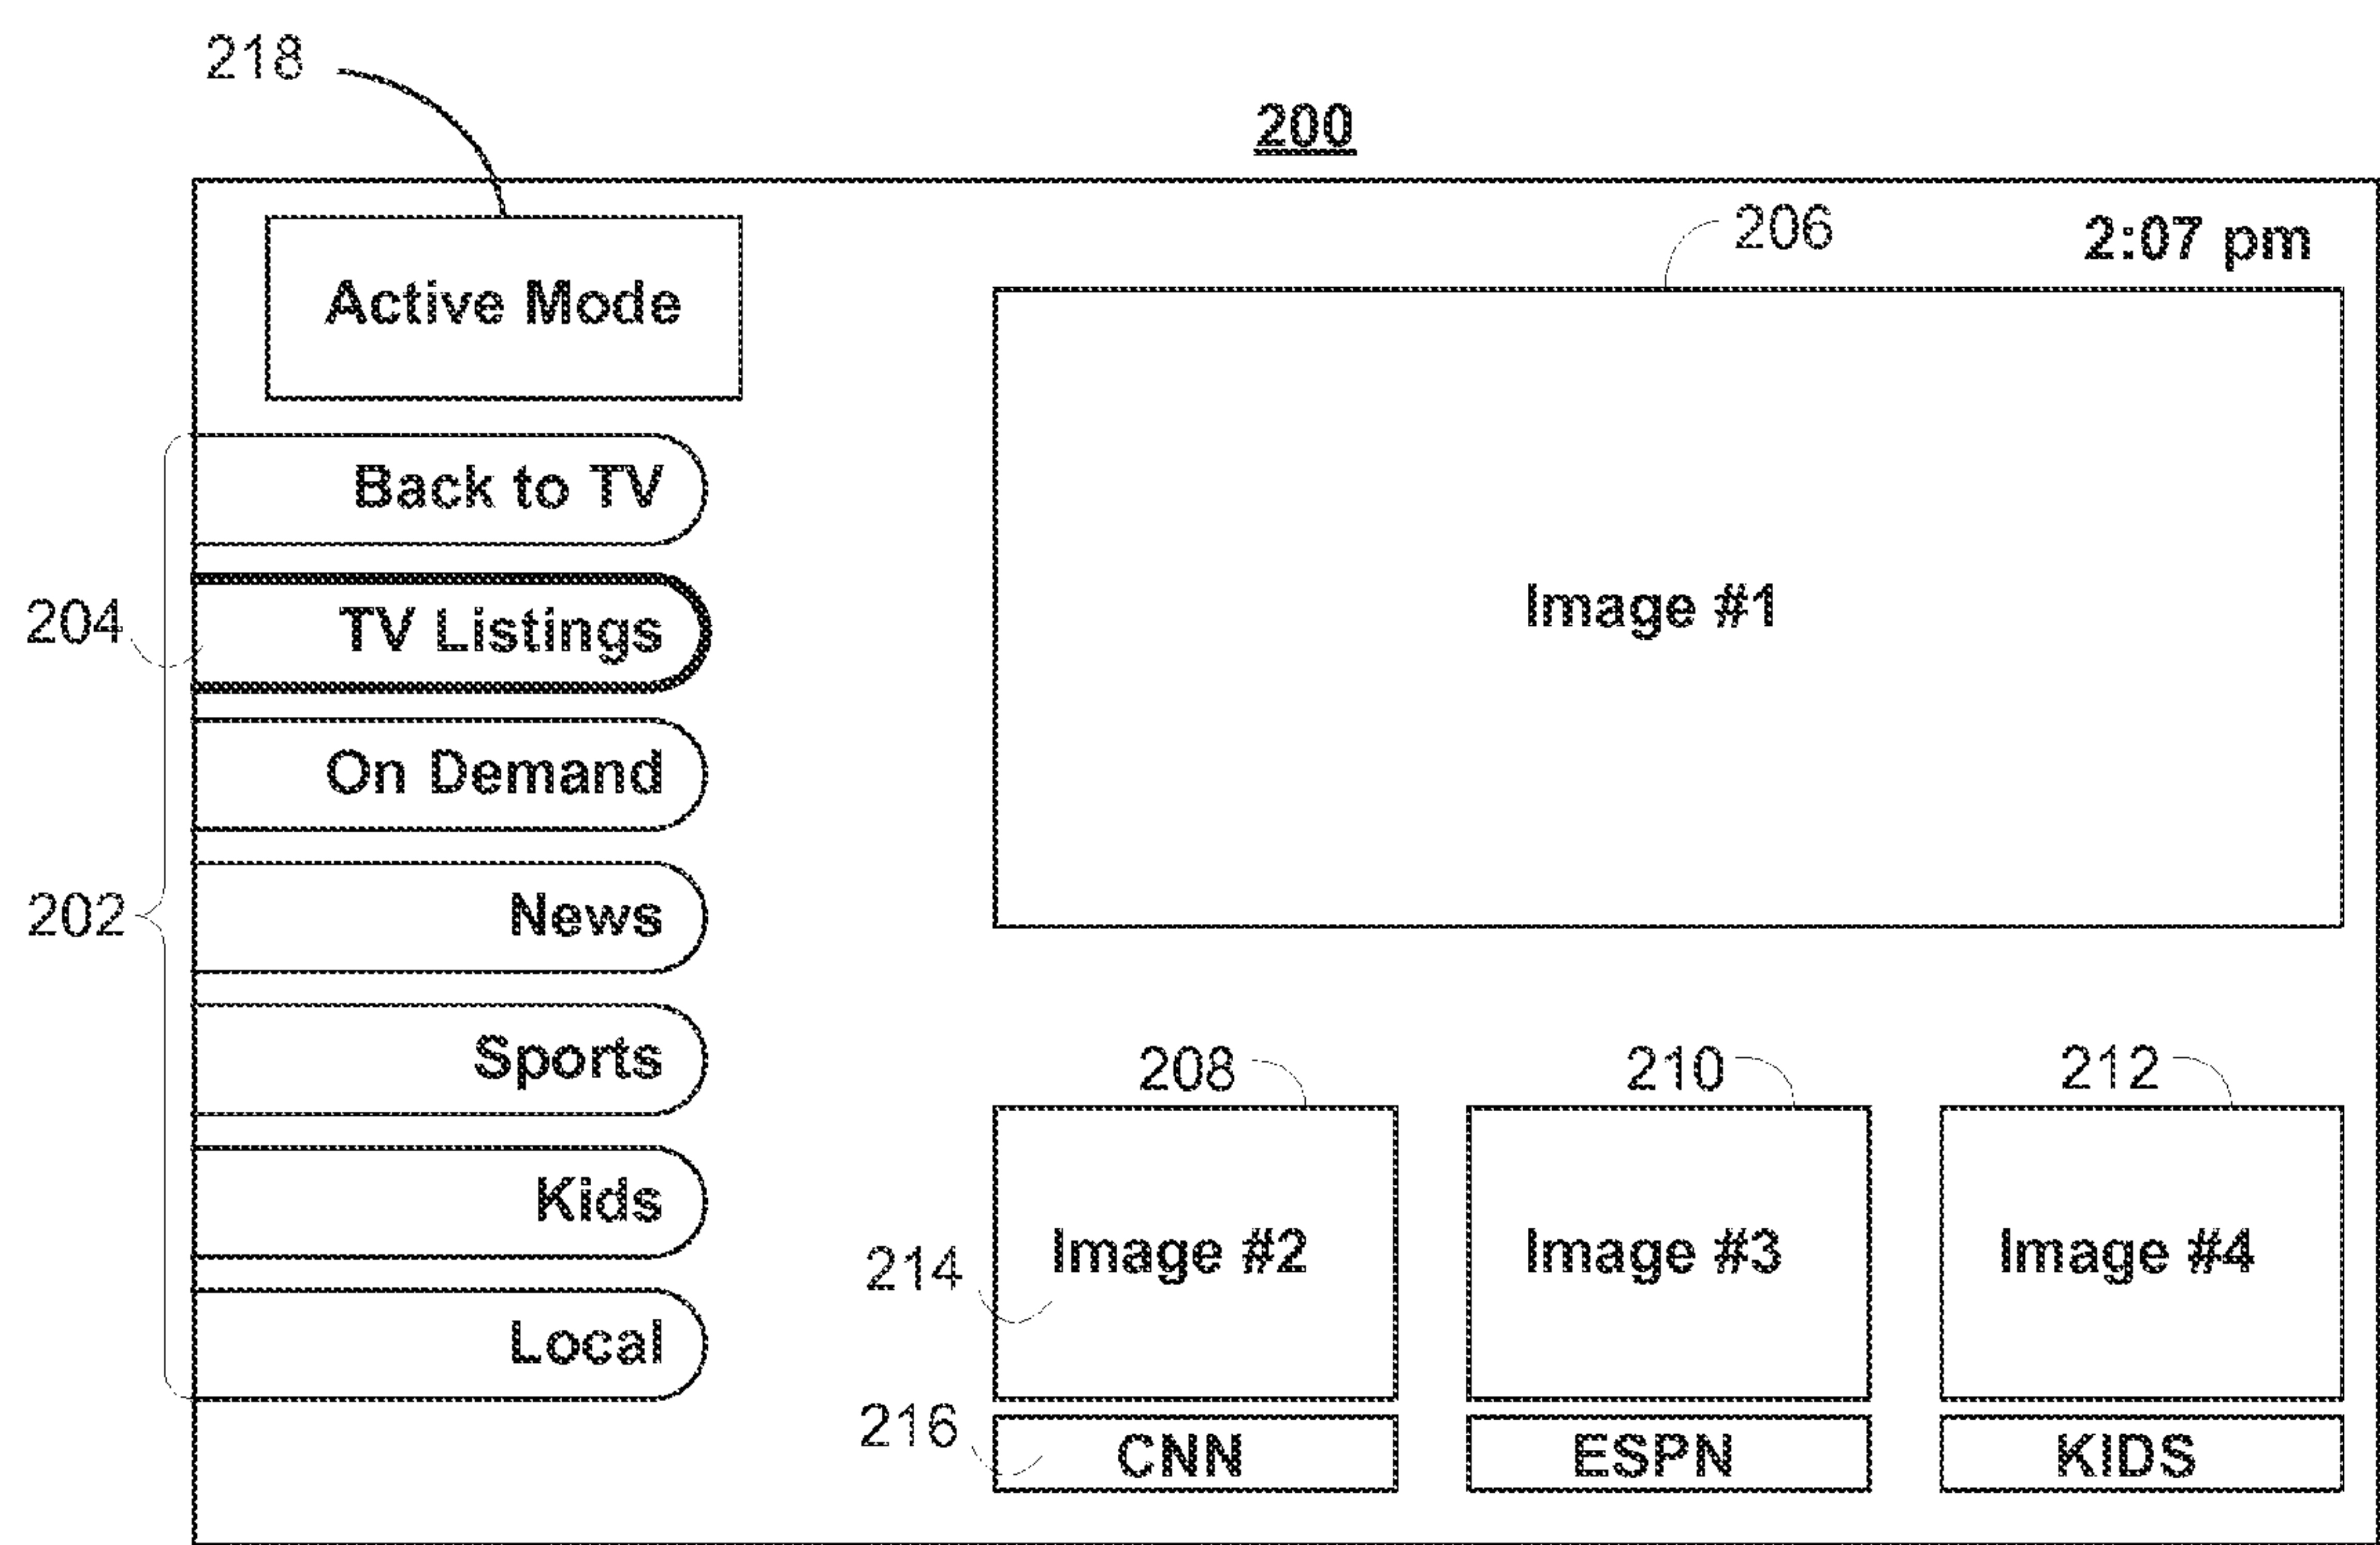 218
200
206
2:07 pm
Active Mode
Back to TV
204
TV Listings
Image #1
On Demand
202
News
Sports
208
210
212
Kids
214
Image #2
Image #3
Image #4
Local
216
CNN
ESPN
KIDS